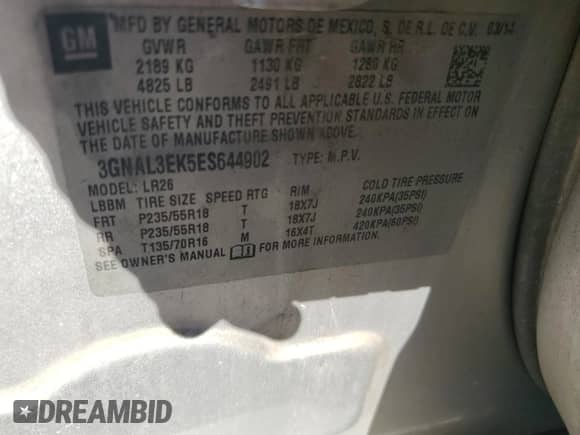 GM
MFD BY GENERAL MOTORS DE MEXICO, S. DE R.L. DE C.V. 03/14
GVWR GAWR FRT GAWR RR
2189 KG 1130 KG 1280 KG
4825 LB 2491 LB 2822 LB
THIS VEHICLE CONFORMS TO ALL APPLICABLE U.S. FEDERAL MOTOR
VEHICLE SAFETY AND THEFT PREVENTION STANDARDS IN EFFECT ON
THE DATE OF MANUFACTURE SHOWN ABOVE.
3GNAL3EK5ES644902 TYPE: M.P.V.
MODEL: LR26
LBBM TIRE SIZE SPEED RTG RIM COLD TIRE PRESSURE
FRT P235/55R18 T 18X7J 240KPA(35PSI)
RR P235/55R18 T 18X7J 240KPA(35PSI)
SPA T135/70R16 M 16X4T 420KPA(60PSI)
SEE OWNER'S MANUAL FOR MORE INFORMATION.
DREAMBID